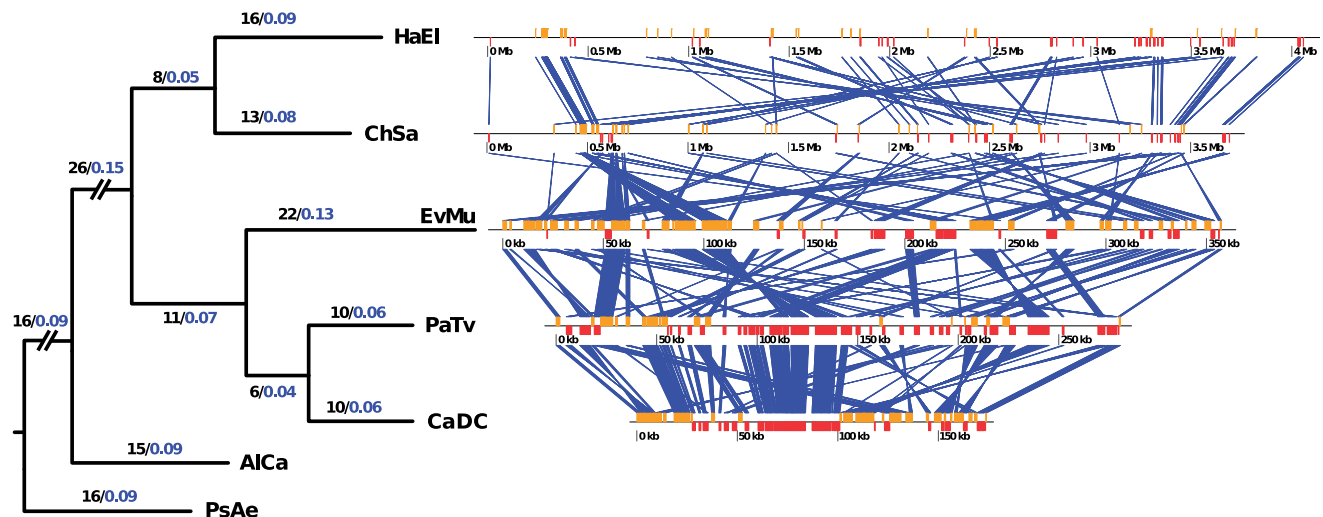 16/0.09
HaEl
0 Mb 0.5 Mb 1 Mb 1.5 Mb 2 Mb 2.5 Mb 3 Mb 3.5 Mb 4 Mb
8/0.05
13/0.08
ChSa
0 Mb 0.5 Mb 1 Mb 1.5 Mb 2 Mb 2.5 Mb 3 Mb 3.5 Mb
26/0.15
22/0.13
EvMu
0 kb 50 kb 100 kb 150 kb 200 kb 250 kb 300 kb 350 kb
16/0.09
11/0.07
10/0.06
PaTv
0 kb 50 kb 100 kb 150 kb 200 kb 250 kb
6/0.04
10/0.06
CaDC
0 kb 50 kb 100 kb 150 kb
15/0.09
AlCa
16/0.09
PsAe